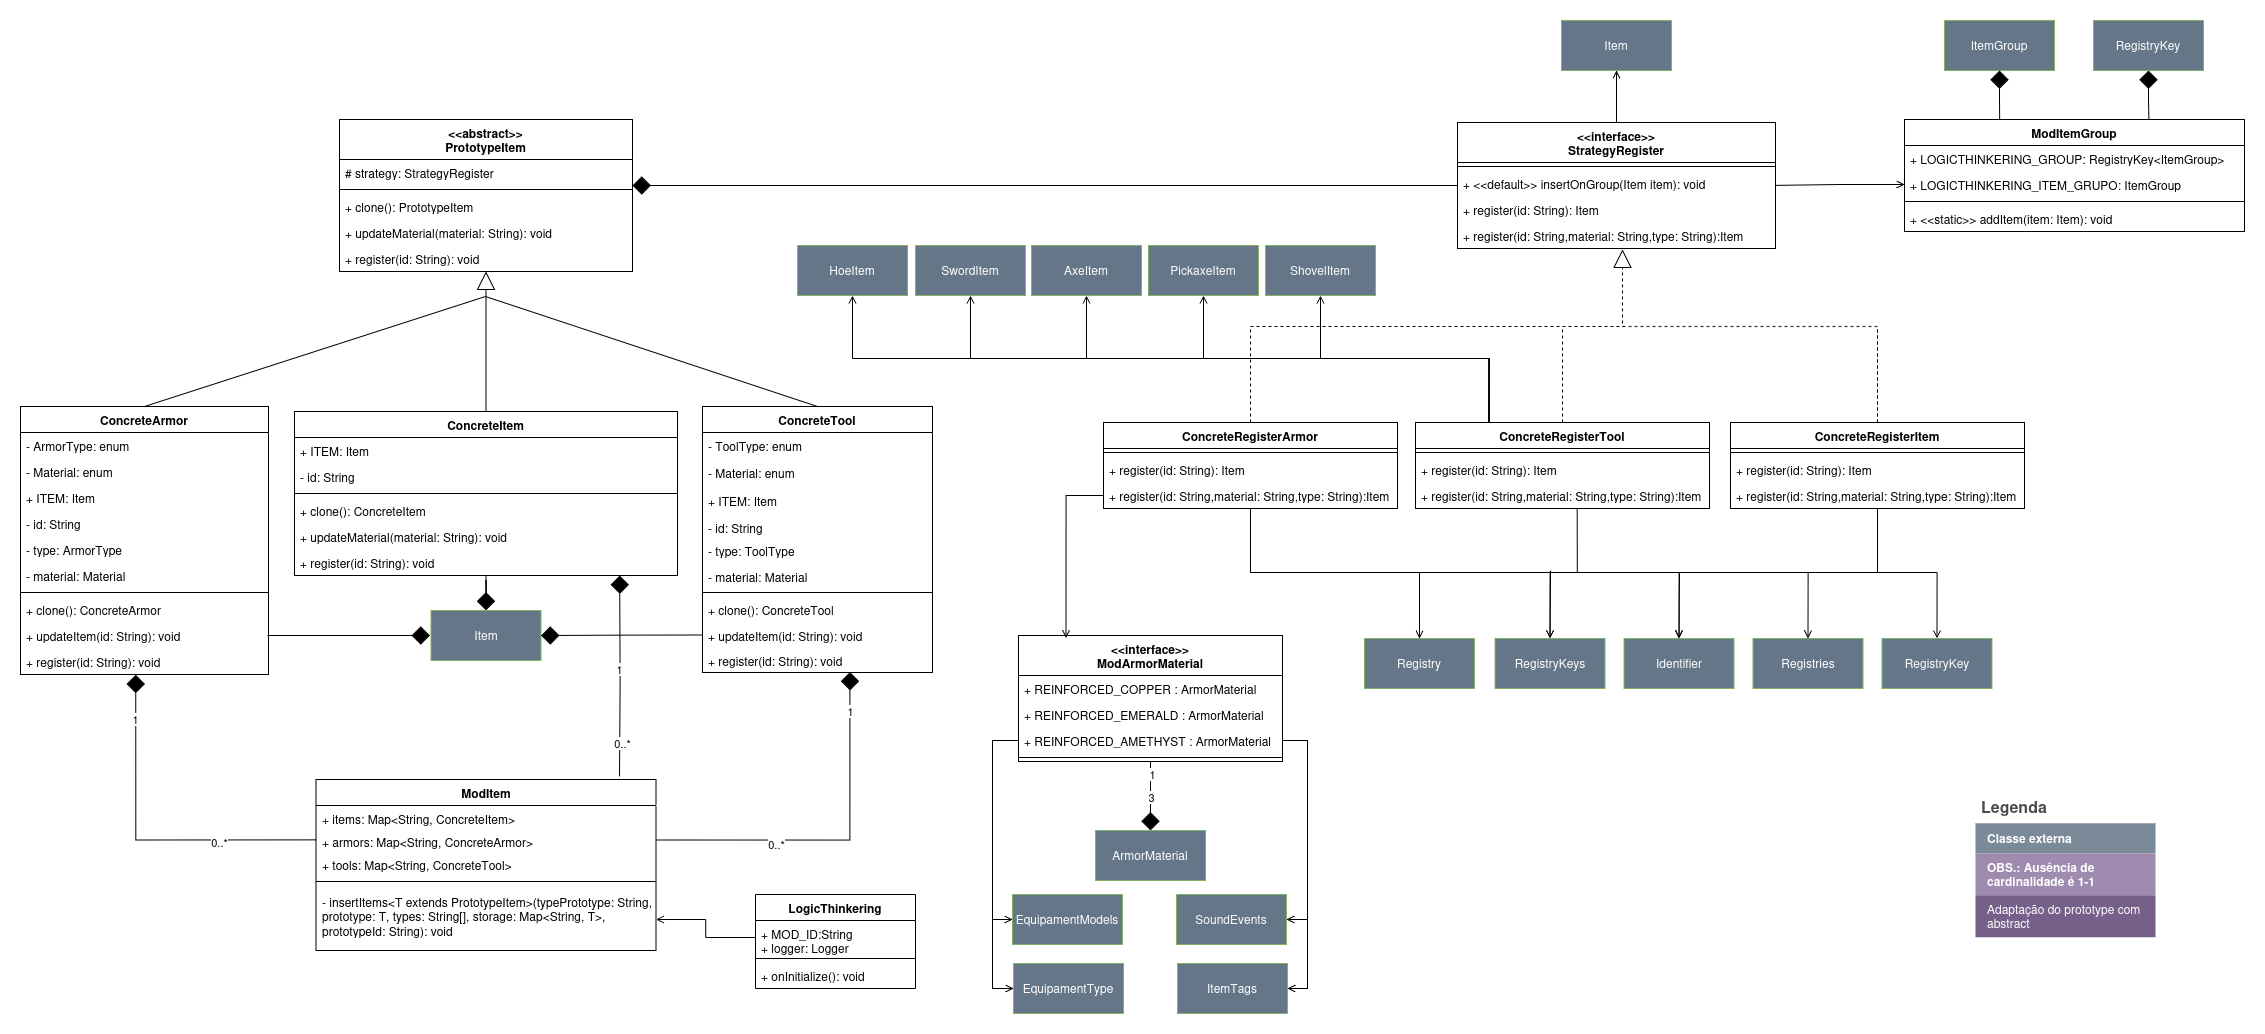 Item
ItemGroup
RegistryKey
<<abstract>>
PrototypeItem
# strategy: StrategyRegister
+ clone(): PrototypeItem
+ updateMaterial(material: String): void
+ register(id: String): void
<<interface>>
StrategyRegister
+ <<default>> insertOnGroup(Item item): void
+ register(id: String): Item
+ register(id: String,material: String,type: String):Item
ModItemGroup
+ LOGICTHINKERING_GROUP: RegistryKey<ItemGroup>
+ LOGICTHINKERING_ITEM_GRUPO: ItemGroup
+ <<static>> addItem(item: Item): void
HoeItem
SwordItem
AxeItem
PickaxeItem
ShovelItem
ConcreteArmor
- ArmorType: enum
- Material: enum
+ ITEM: Item
- id: String
- type: ArmorType
- material: Material
+ clone(): ConcreteArmor
+ updateItem(id: String): void
+ register(id: String): void
ConcreteItem
+ ITEM: Item
- id: String
+ clone(): ConcreteItem
+ updateMaterial(material: String): void
+ register(id: String): void
ConcreteTool
- ToolType: enum
- Material: enum
+ ITEM: Item
- id: String
- type: ToolType
- material: Material
+ clone(): ConcreteTool
+ updateItem(id: String): void
+ register(id: String): void
ConcreteRegisterArmor
+ register(id: String): Item
+ register(id: String,material: String,type: String):Item
ConcreteRegisterTool
+ register(id: String): Item
+ register(id: String,material: String,type: String):Item
ConcreteRegisterItem
+ register(id: String): Item
+ register(id: String,material: String,type: String):Item
Item
1
1
1
0..*
0..*
0..*
<<interface>>
ModArmorMaterial
+ REINFORCED_COPPER : ArmorMaterial
+ REINFORCED_EMERALD : ArmorMaterial
+ REINFORCED_AMETHYST : ArmorMaterial
Registry
RegistryKeys
Identifier
Registries
RegistryKey
1
3
ArmorMaterial
EquipamentModels
SoundEvents
EquipamentType
ItemTags
ModItem
+ items: Map<String, ConcreteItem>
+ armors: Map<String, ConcreteArmor>
+ tools: Map<String, ConcreteTool>
- insertItems<T extends PrototypeItem>(typePrototype: String,
prototype: T, types: String[], storage: Map<String, T>,
prototypeId: String): void
LogicThinkering
+ MOD_ID:String
+ logger: Logger
+ onInitialize(): void
Legenda
Classe externa
OBS.: Ausência de
cardinalidade é 1-1
Adaptação do prototype com
abstract